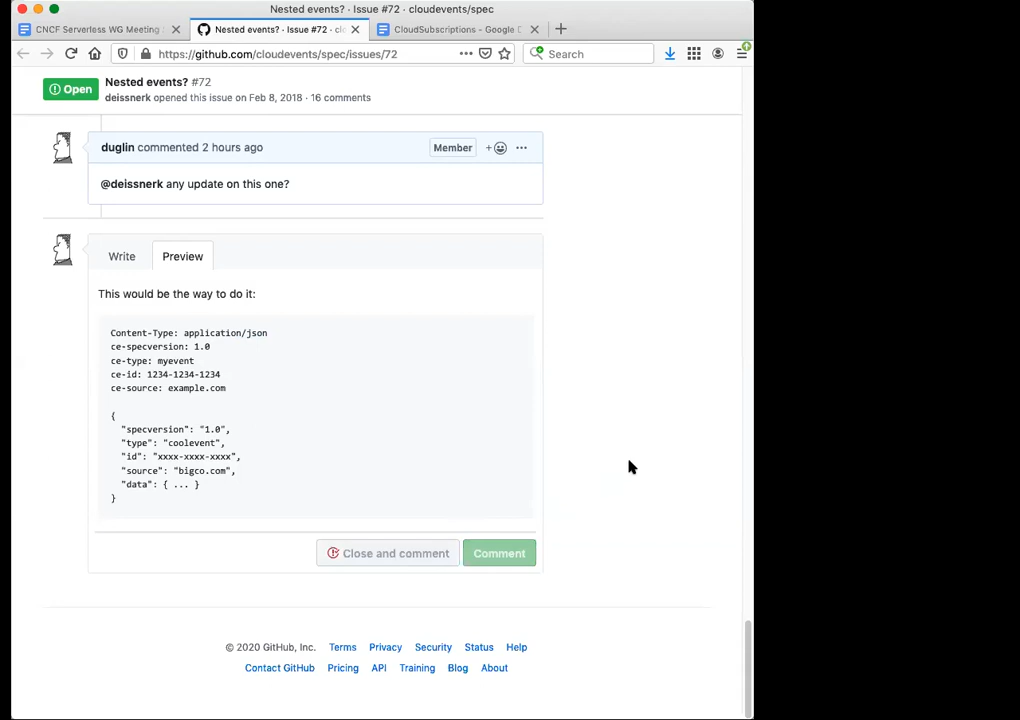 Nested events? · Issue #72 · cloudevents/spec
CNCF Serverless WG Meeting
Nested events? · Issue #72 · clo
CloudSubscriptions - Google D
https://github.com/cloudevents/spec/issues/72
Search
Open
Nested events? #72
deissnerk opened this issue on Feb 8, 2018 · 16 comments
duglin commented 2 hours ago
Member
@deissnerk any update on this one?
Write
Preview
This would be the way to do it:
Content-Type: application/json
ce-specversion: 1.0
ce-type: myevent
ce-id: 1234-1234-1234
ce-source: example.com
{
"specversion": "1.0",
"type": "coolevent",
"id": "xxxx-xxxx-xxxx",
"source": "bigco.com",
"data": { ... }
}
Close and comment
Comment
© 2020 GitHub, Inc. Terms Privacy Security Status Help
Contact GitHub Pricing API Training Blog About